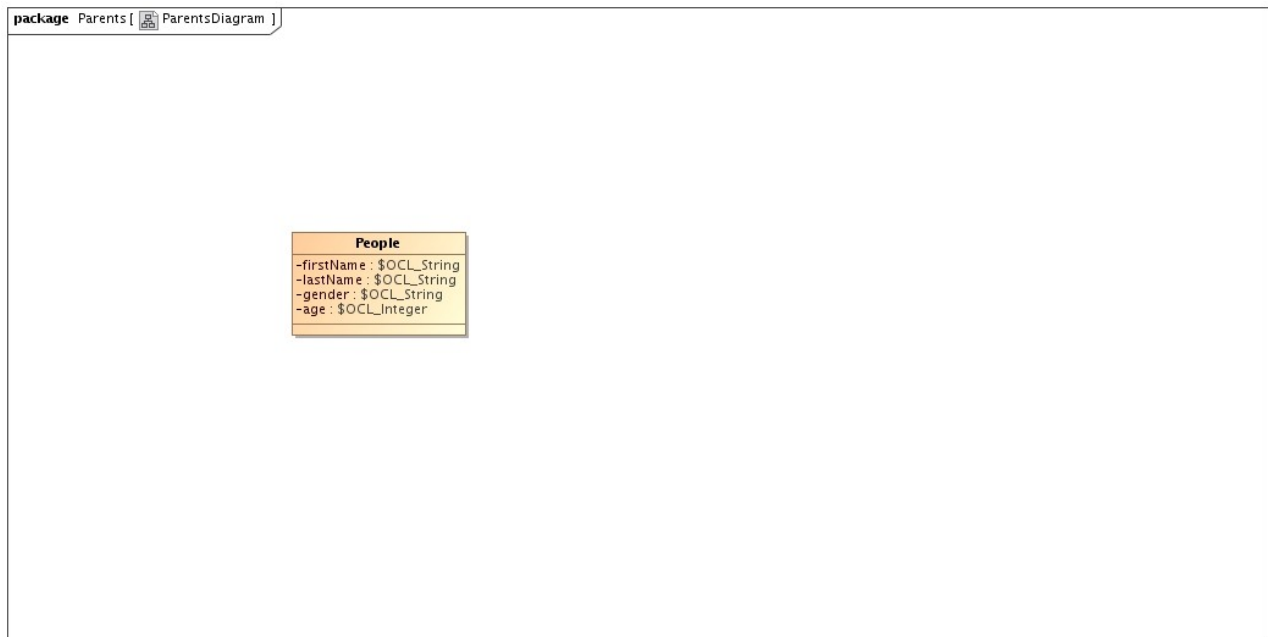 package Parents [ ParentsDiagram ]
People
-firstName : $OCL_String
-lastName : $OCL_String
-gender : $OCL_String
-age : $OCL_Integer